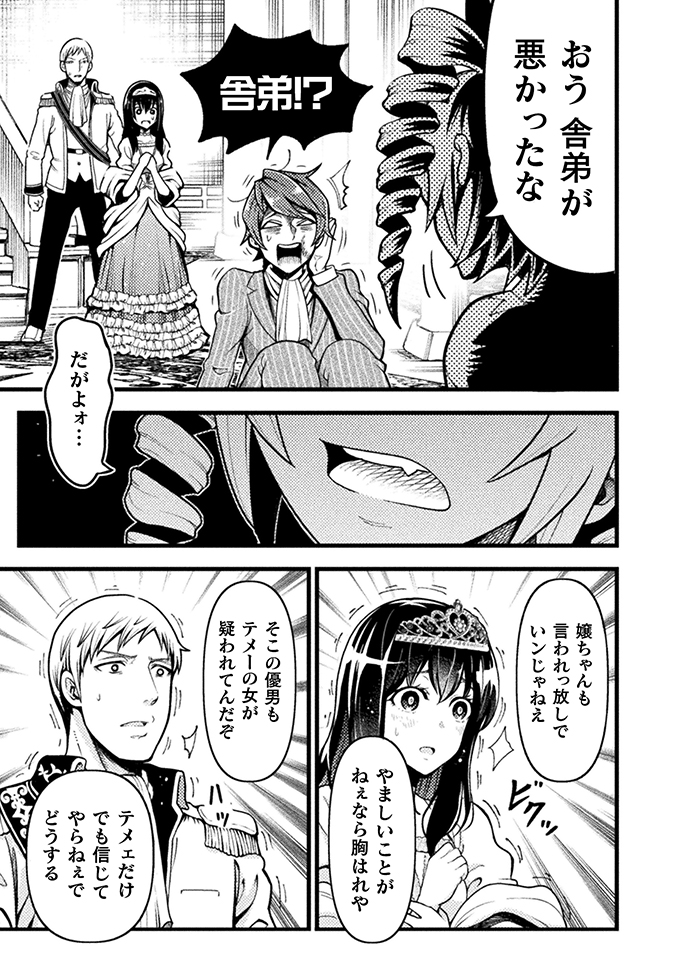 おう 舎弟が
悪かったな
舎弟!?
だがよォ…
嬢ちゃんも
言われっ放しで
いンじゃねえ
やましいことが
ねぇなら胸はれや
ビクッ
そこの優男も
テメーの女が
疑われてんだぞ
テメェだけ
でも信じて
やらねぇで
どうする